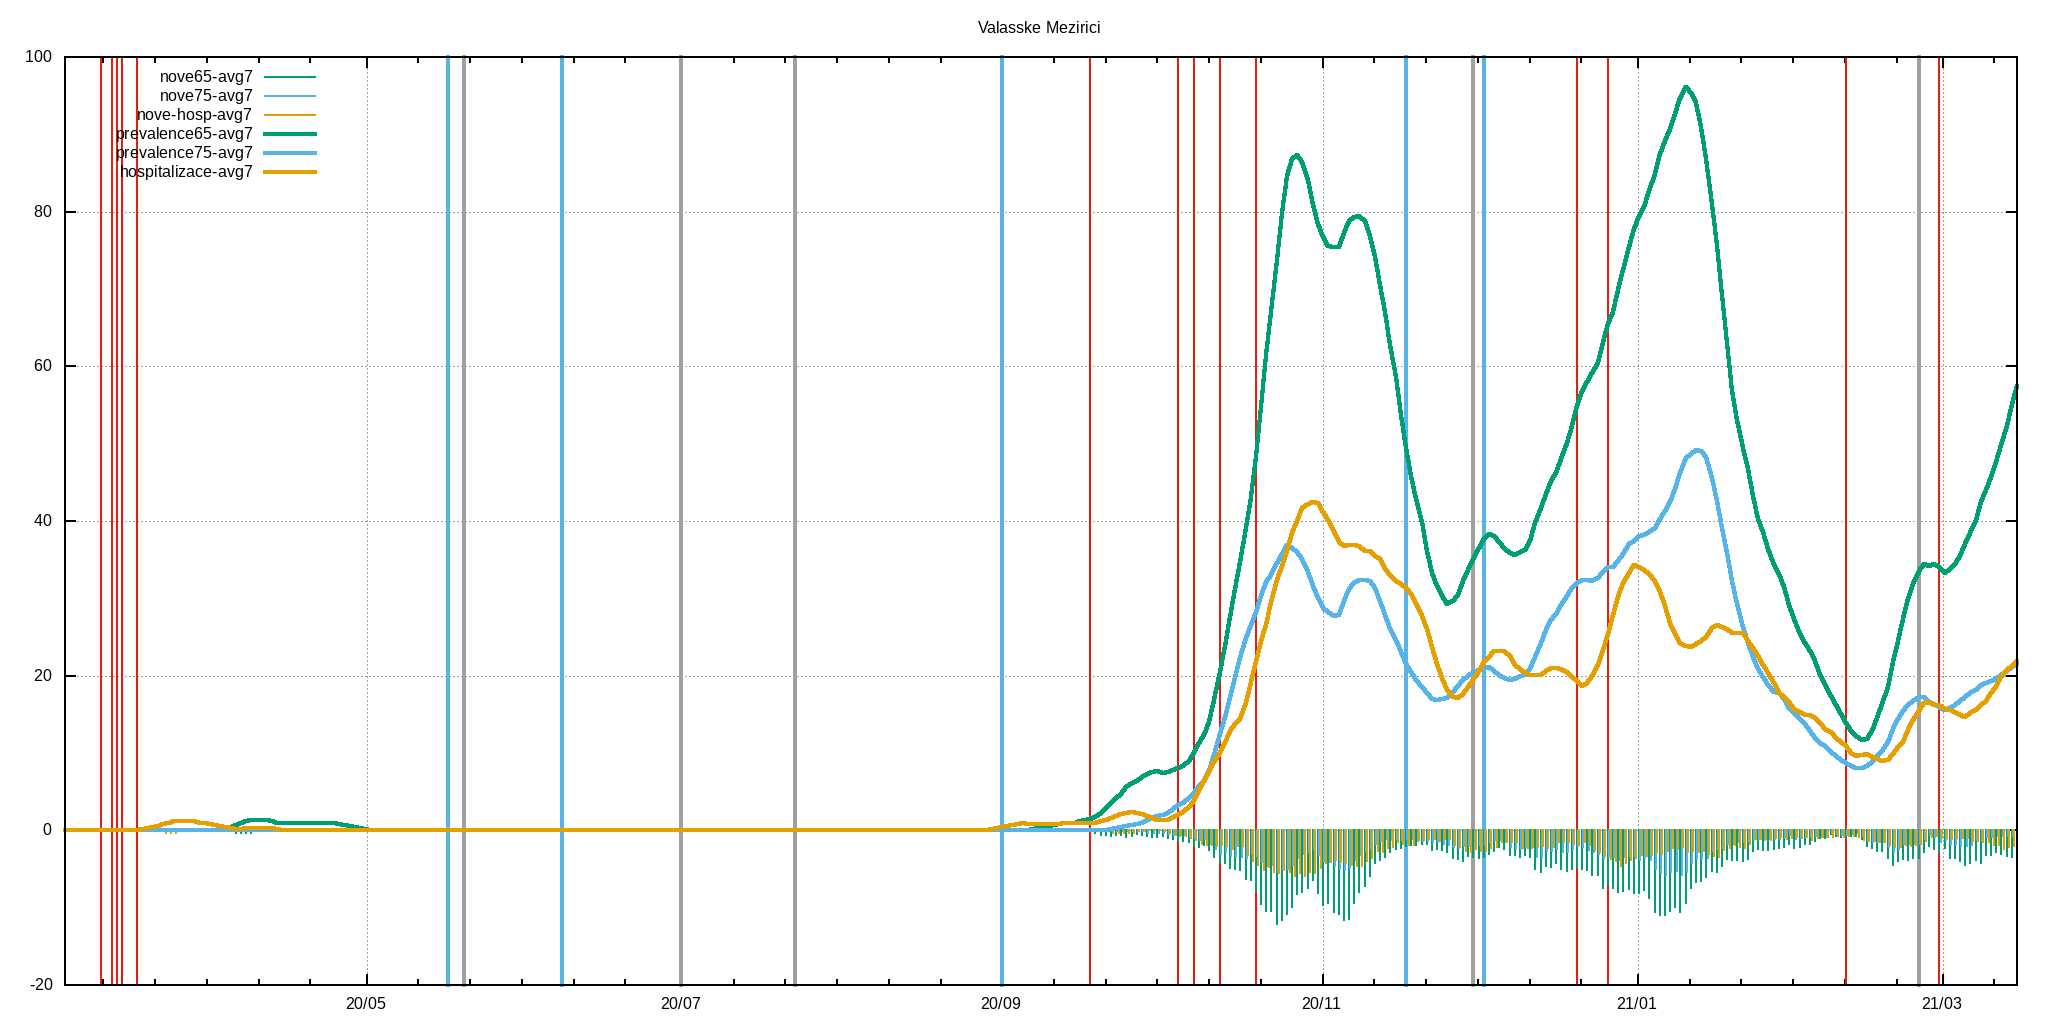 Valasske Mezirici
100
nove65-avg7
nove75-avg7
nove-hosp-avg7
prevalence65-avg7
prevalence75-avg7
hospitalizace-avg7
80
60
40
20
0
-20
20/05 20/07 20/09 20/11 21/01 21/03